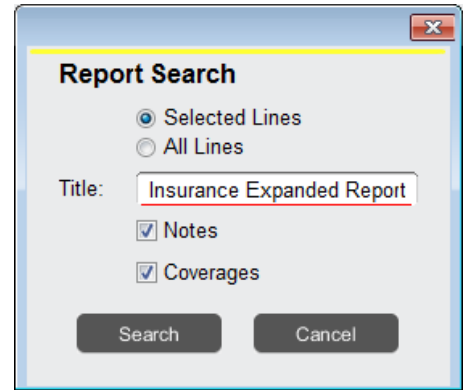 Report Search
Selected Lines
All Lines
Title: Insurance Expanded Report
Notes
Coverages
Search Cancel